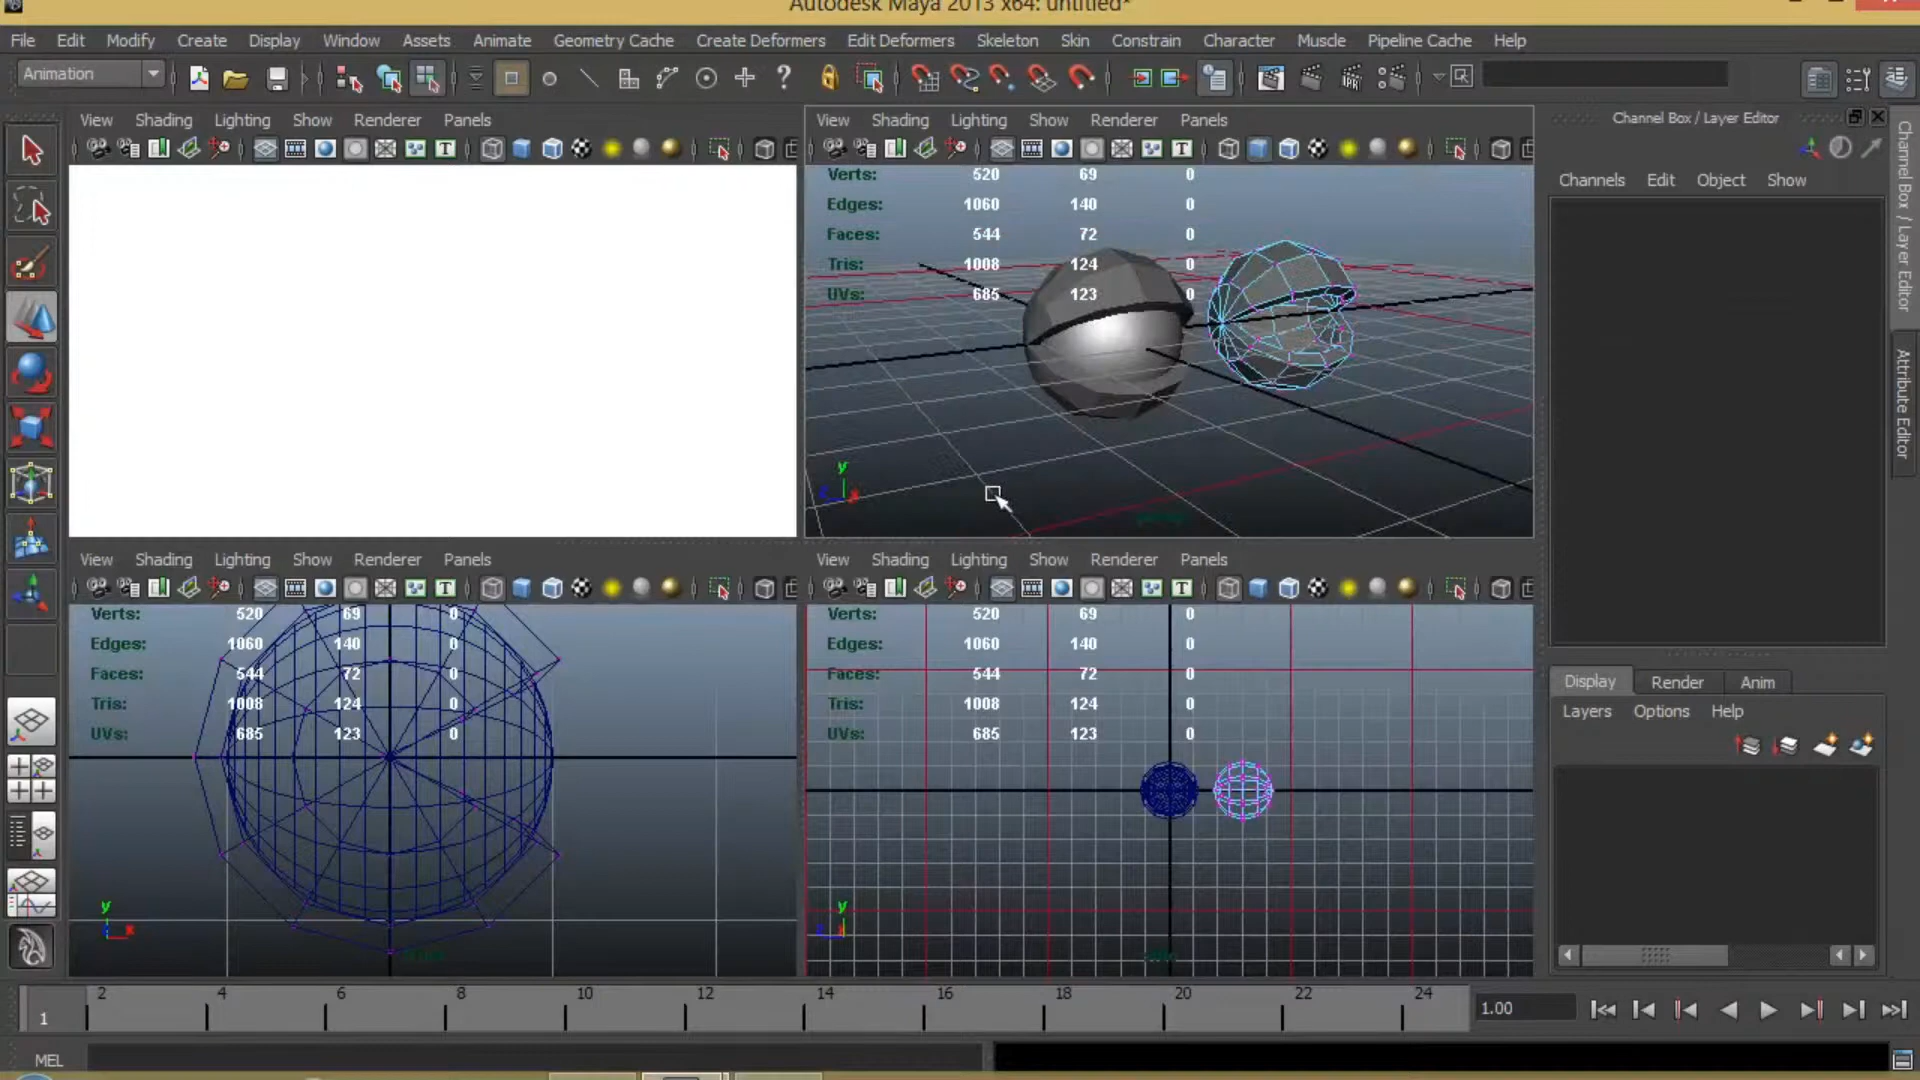 Autodesk Maya 2013 x64: untitled*
File Edit Modify Create Display Window Assets Animate Geometry Cache Create Deformers Edit Deformers Skeleton Skin Constrain Character Muscle Pipeline Cache Help
Animation
View Shading Lighting Show Renderer Panels
View Shading Lighting Show Renderer Panels
Channel Box / Layer Editor
Channels Edit Object Show
Channel Box / Layer Editor
Attribute Editor
Verts: 520 69 0
Edges: 1060 140 0
Faces: 544 72 0
Tris: 1008 124 0
UVs: 685 123 0
y
View Shading Lighting Show Renderer Panels
View Shading Lighting Show Renderer Panels
Verts: 520 69 0
Edges: 1060 140 0
Faces: 544 72 0
Tris: 1008 124 0
UVs: 685 123 0
y
x
Verts: 520 69 0
Edges: 1060 140 0
Faces: 544 72 0
Tris: 1008 124 0
UVs: 685 123 0
y
Display Render Anim
Layers Options Help
2 4 6 8 10 12 14 16 18 20 22 24
1
1.00
MEL